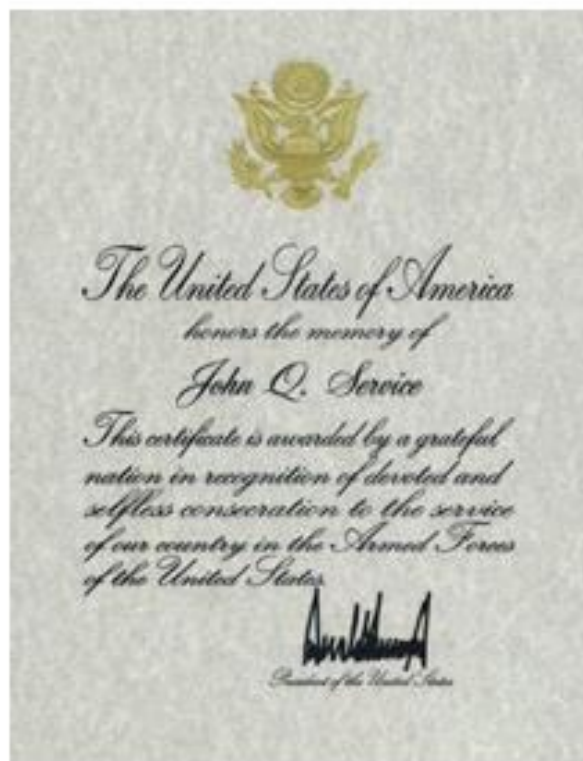 The United States of America
honors the memory of
John Q. Service
This certificate is awarded by a grateful
nation in recognition of devoted and
selfless consecration to the service
of our country in the Armed Forces
of the United States.
President of the United States